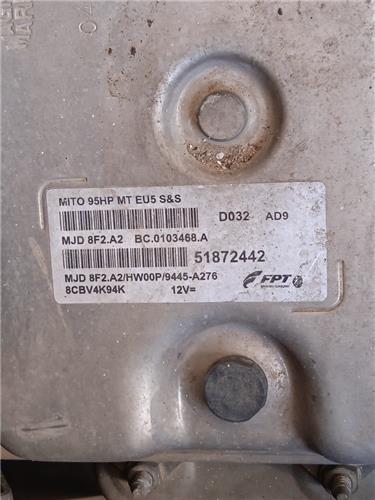 04
MITO 95HP MT EU5 S&S
D032 AD9
MJD 8F2.A2 BC.0103468.A
51872442
MJD 8F2.A2/HW00P/9445-A276
8CBV4K94K 12V=
FPT